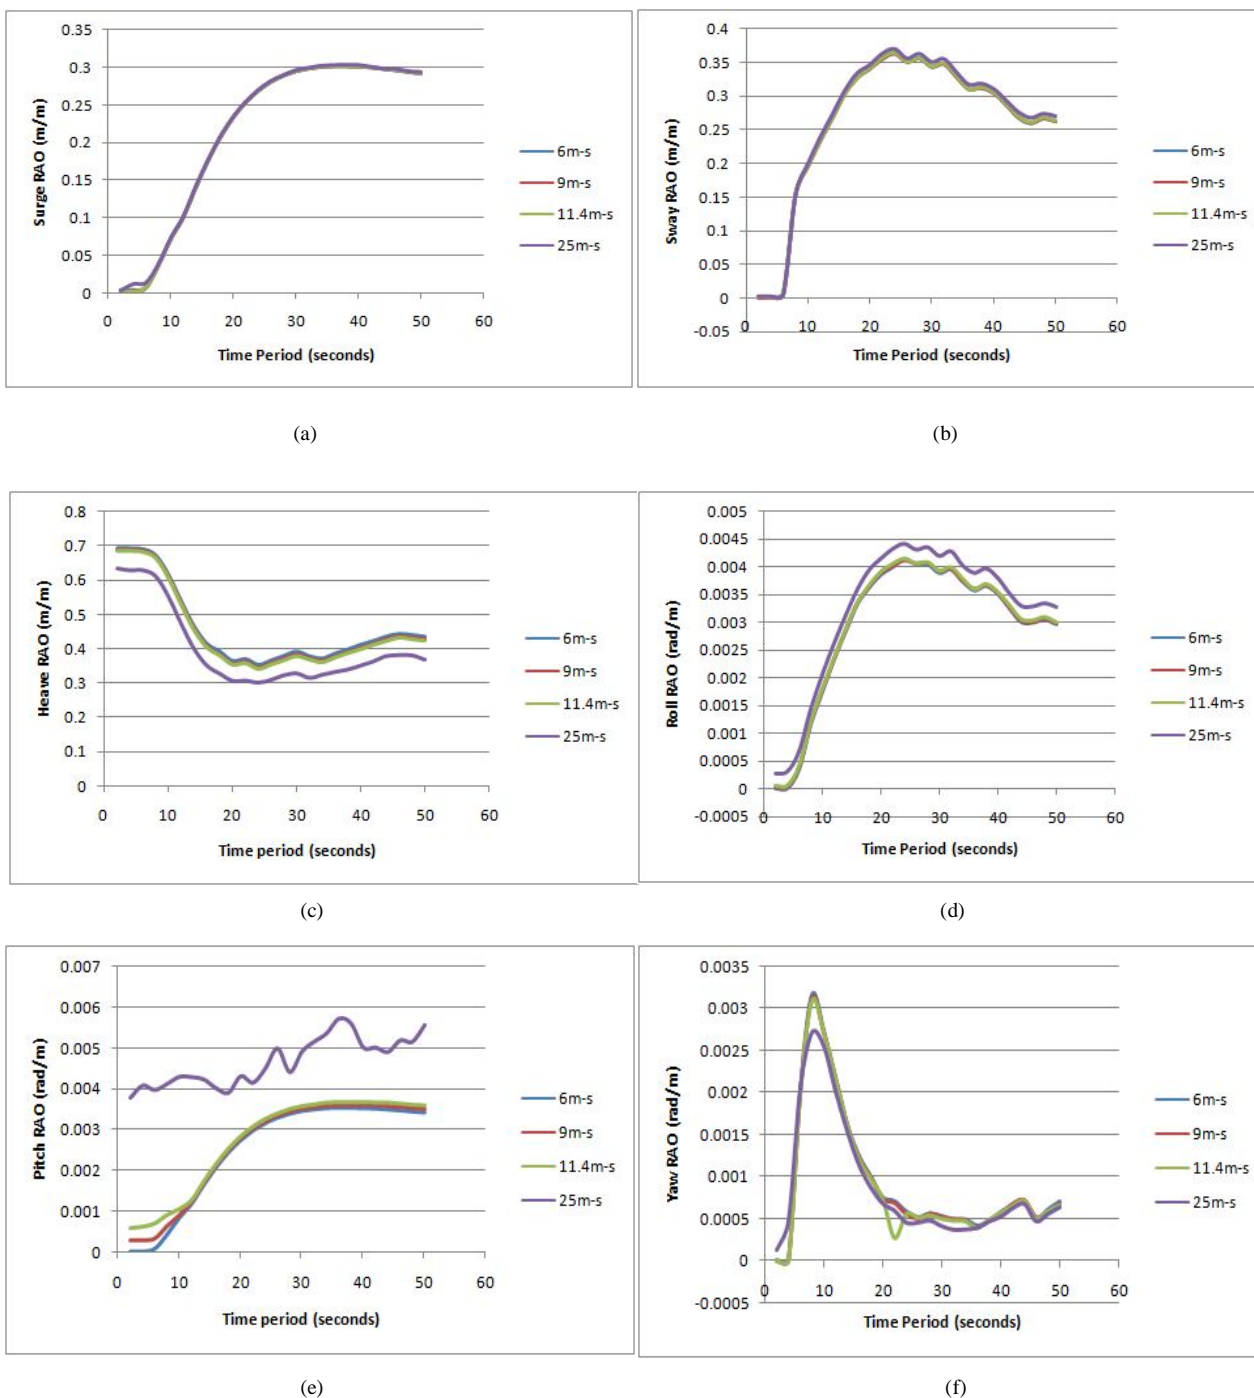 Surge RAO (m/m)
0.35
0.3
0.25
0.2
0.15
0.1
0.05
0
0 10 20 30 40 50 60
Time Period (seconds)
6m-s
9m-s
11.4m-s
25m-s
(a)
Sway RAO (m/m)
0.4
0.35
0.3
0.25
0.2
0.15
0.1
0.05
0
-0.05
0 10 20 30 40 50 60
Time Period (seconds)
6m-s
9m-s
11.4m-s
25m-s
(b)
Heave RAO (m/m)
0.8
0.7
0.6
0.5
0.4
0.3
0.2
0.1
0
0 10 20 30 40 50 60
Time period (seconds)
6m-s
9m-s
11.4m-s
25m-s
(c)
Roll RAO (rad/m)
0.005
0.0045
0.004
0.0035
0.003
0.0025
0.002
0.0015
0.001
0.0005
0
-0.0005
0 10 20 30 40 50 60
Time Period (seconds)
6m-s
9m-s
11.4m-s
25m-s
(d)
Pitch RAO (rad/m)
0.007
0.006
0.005
0.004
0.003
0.002
0.001
0
0 10 20 30 40 50 60
Time period (seconds)
6m-s
9m-s
11.4m-s
25m-s
(e)
Yaw RAO (rad/m)
0.0035
0.003
0.0025
0.002
0.0015
0.001
0.0005
0
-0.0005
0 10 20 30 40 50 60
Time Period (seconds)
6m-s
9m-s
11.4m-s
25m-s
(f)